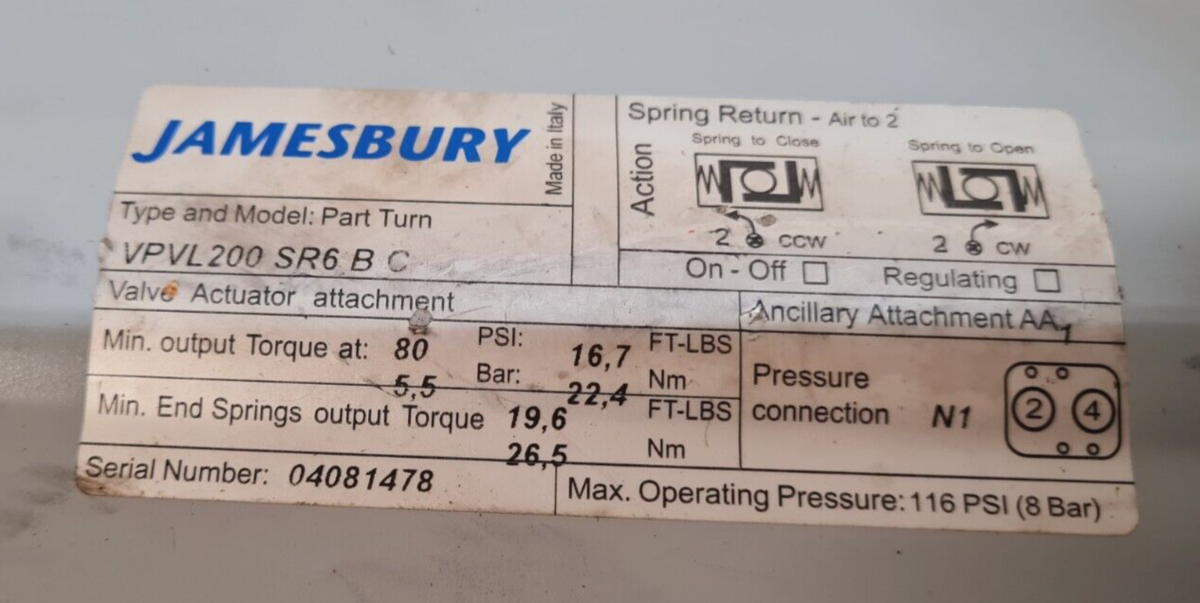 JAMESBURY
Made in Italy
Type and Model: Part Turn
VPVL200 SR6 B C
Action
Spring Return - Air to 2
Spring to Close
Spring to Open
2 CCW
2 CW
On - Off
Regulating
Valve Actuator attachment
Ancillary Attachment AA1
Min. output Torque at: 80 PSI: 16,7 FT-LBS
5,5 Bar: 22,4 Nm
Min. End Springs output Torque 19,6 FT-LBS
26,5 Nm
Pressure
connection N1
2 4
Serial Number: 04081478
Max. Operating Pressure: 116 PSI (8 Bar)